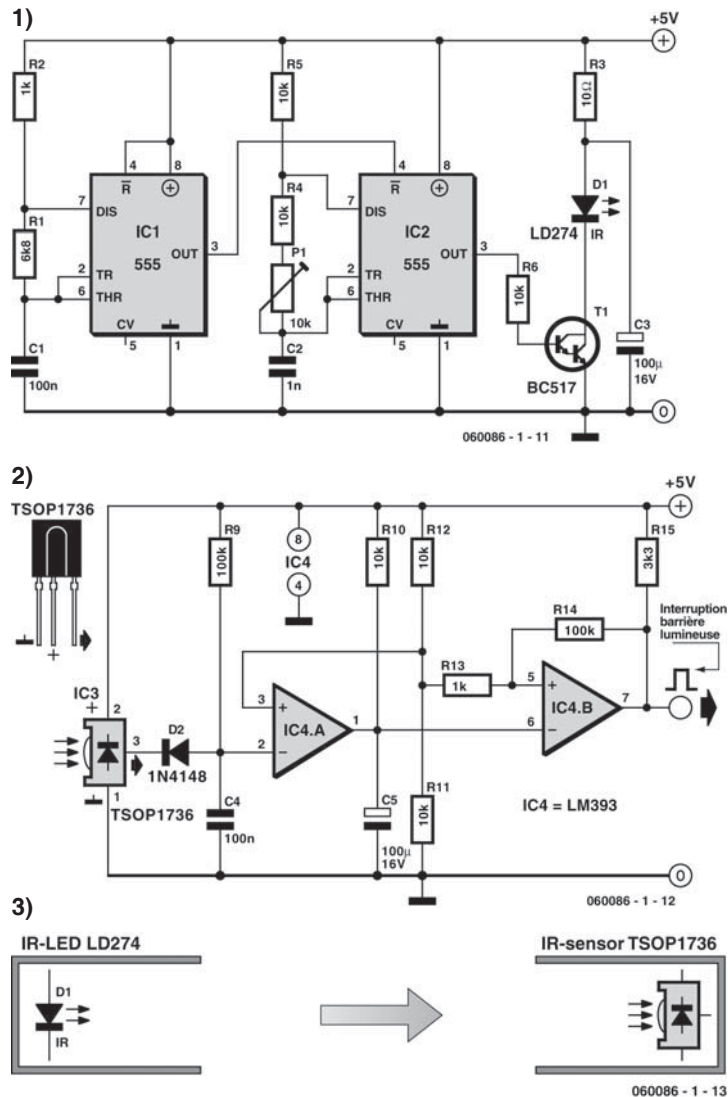 1)
+5V
R2
1k
R5
10k
R3
10Ω
4
8
R
7
DIS
IC1
555
OUT
3
2
TR
6
THR
CV
5
1
R1
6k8
C1
100n
R4
10k
P1
10k
C2
1n
4
8
R
7
DIS
IC2
555
OUT
3
2
TR
6
THR
CV
5
1
R6
10k
D1
LD274
IR
T1
BC517
C3
100µ
16V
0
060086 - 1 - 11
2)
+5V
TSOP1736
+
R9
100k
8
IC4
4
R10
10k
R12
10k
R15
3k3
R14
100k
Interruption
barrière
lumineuse
R13
1k
IC3
+
2
3
1
D2
1N4148
TSOP1736
3
+
2
–
IC4.A
1
5
+
6
–
IC4.B
7
C4
100n
C5
100µ
16V
R11
10k
IC4 = LM393
0
060086 - 1 - 12
3)
IR-LED LD274
IR-sensor TSOP1736
D1
IR
060086 - 1 - 13